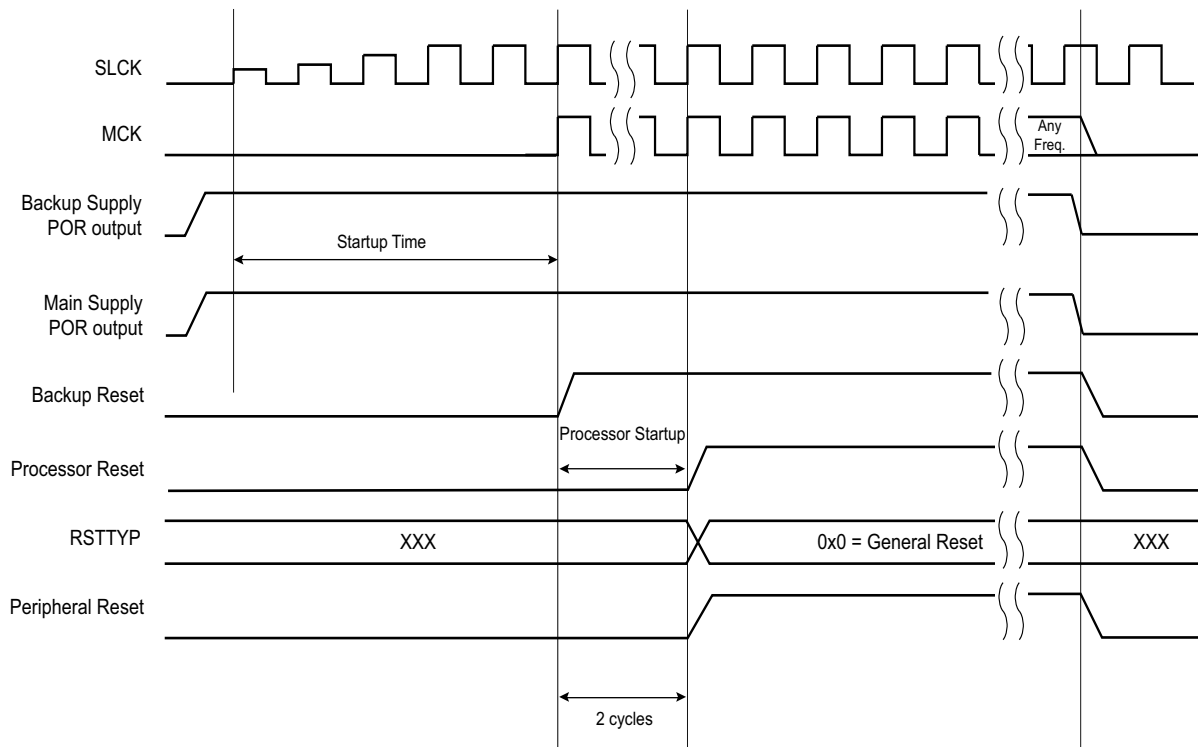 SLCK
MCK
Any
Freq.
Backup Supply
POR output
Startup Time
Main Supply
POR output
Backup Reset
Processor Startup
Processor Reset
RSTTYP
XXX
0x0 = General Reset
XXX
Peripheral Reset
2 cycles